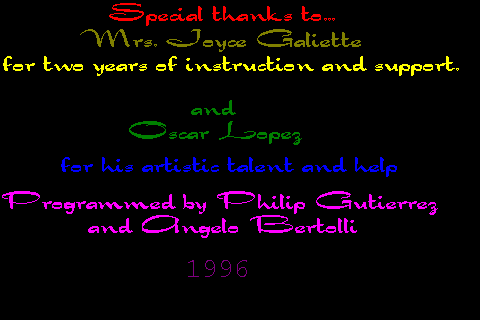 Special thanks to...
Mrs. Joyce Galiette
for two years of instruction and support.
and
Oscar Lopez
for his artistic talent and help
Programmed by Philip Gutierrez
and Angelo Bertolli
1996